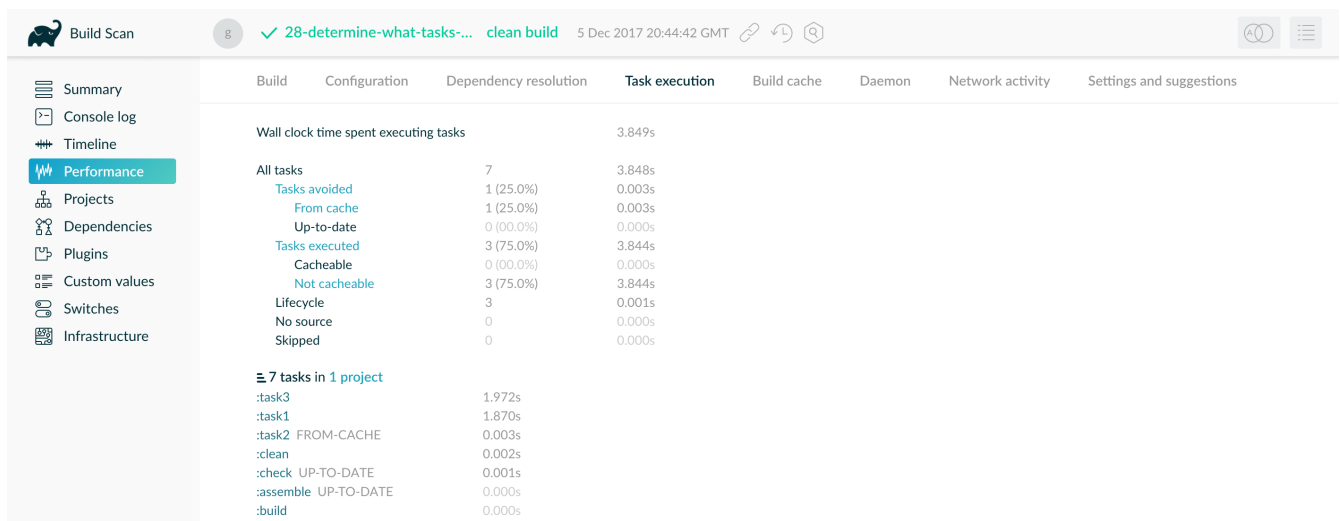 Build Scan
g 28-determine-what-tasks-... clean build 5 Dec 2017 20:44:42 GMT
Summary
Console log
Timeline
Performance
Projects
Dependencies
Plugins
Custom values
Switches
Infrastructure
Build Configuration Dependency resolution Task execution Build cache Daemon Network activity Settings and suggestions
Wall clock time spent executing tasks 3.849s
All tasks 7 3.848s
Tasks avoided 1 (25.0%) 0.003s
From cache 1 (25.0%) 0.003s
Up-to-date 0 (00.0%) 0.000s
Tasks executed 3 (75.0%) 3.844s
Cacheable 0 (00.0%) 0.000s
Not cacheable 3 (75.0%) 3.844s
Lifecycle 3 0.001s
No source 0 0.000s
Skipped 0 0.000s
7 tasks in 1 project
:task3 1.972s
:task1 1.870s
:task2 FROM-CACHE 0.003s
:clean 0.002s
:check UP-TO-DATE 0.001s
:assemble UP-TO-DATE 0.000s
:build 0.000s